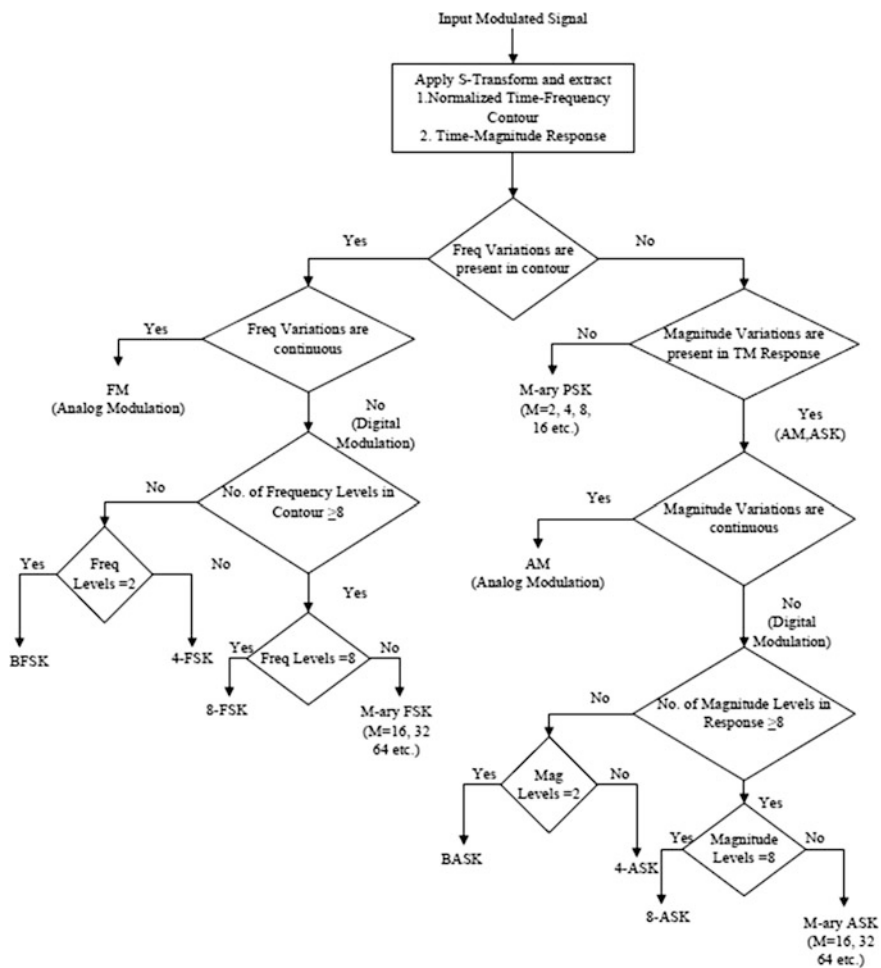 Input Modulated Signal
Apply S-Transform and extract
1.Normalized Time-Frequency
Contour
2. Time-Magnitude Response
Freq Variations are
present in contour
Yes
No
Freq Variations are
continuous
Yes
FM
(Analog Modulation)
No
(Digital
Modulation)
Magnitude Variations are
present in TM Response
No
M-ary PSK
(M=2, 4, 8,
16 etc.)
Yes
(AM,ASK)
No. of Frequency Levels in
Contour ≥8
No
Yes
Freq
Levels =2
Yes
No
BFSK
4-FSK
Freq Levels =8
Yes
No
8-FSK
M-ary FSK
(M=16, 32
64 etc.)
Magnitude Variations are
continuous
Yes
AM
(Analog Modulation)
No
(Digital
Modulation)
No. of Magnitude Levels in
Response ≥8
No
Yes
Mag
Levels =2
Yes
No
BASK
4-ASK
Magnitude
Levels =8
Yes
No
8-ASK
M-ary ASK
(M=16, 32
64 etc.)